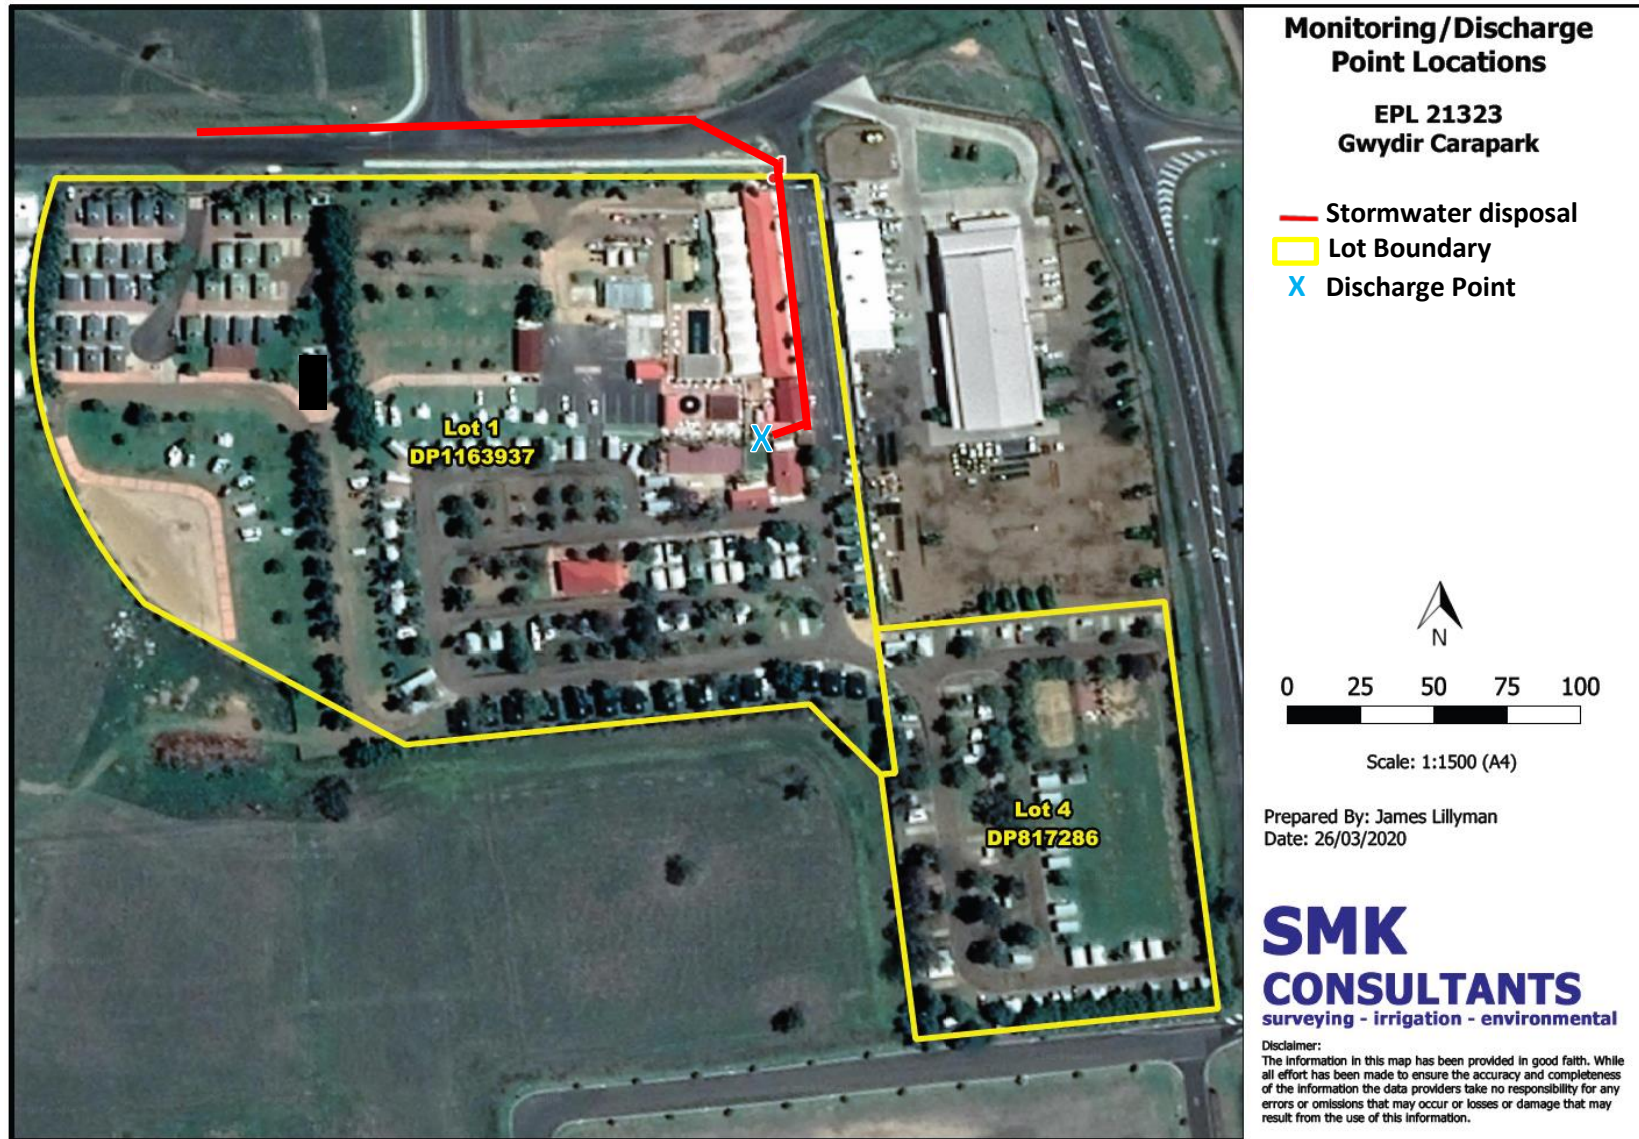 Monitoring/Discharge
Point Locations
EPL 21323
Gwydir Carapark
Stormwater disposal
Lot Boundary
X Discharge Point
Lot 1
DP1163937
X
Lot 4
DP817286
N
0 25 50 75 100
Scale: 1:1500 (A4)
Prepared By: James Lillyman
Date: 26/03/2020
SMK
CONSULTANTS
surveying - irrigation - environmental
Disclaimer:
The information in this map has been provided in good faith. While
all effort has been made to ensure the accuracy and completeness
of the information the data providers take no responsibility for any
errors or omissions that may occur or losses or damage that may
result from the use of this information.